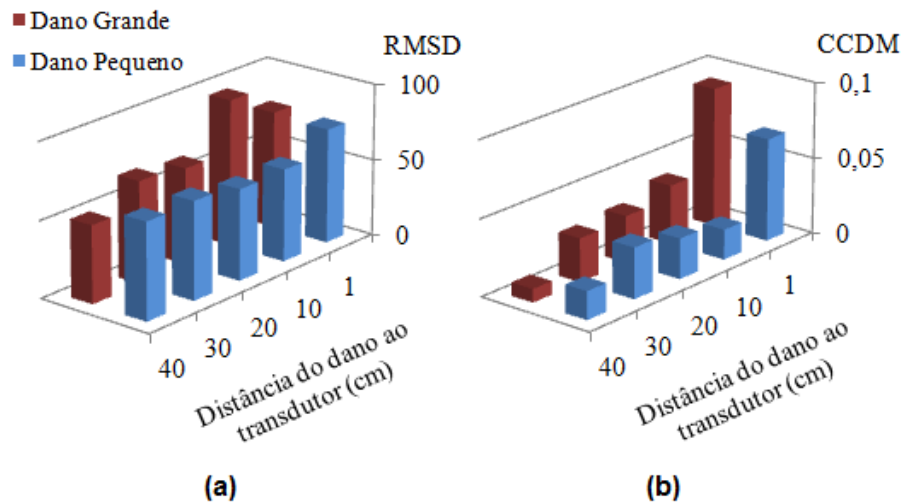 Dano Grande
Dano Pequeno
RMSD
100
50
0
1
10
20
30
40
Distância do dano ao
transdutor (cm)
(a)
CCDM
0,1
0,05
0
1
10
20
30
40
Distância do dano ao
transdutor (cm)
(b)